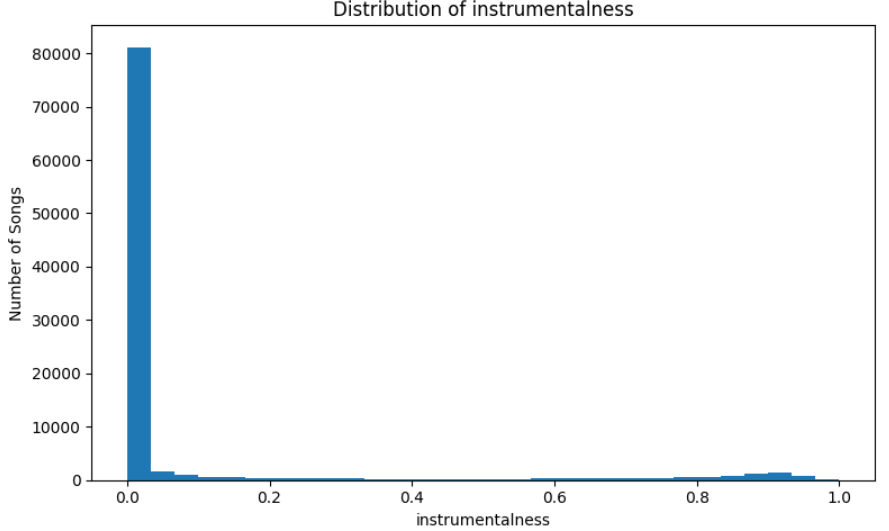 Distribution of instrumentalness
80000
70000
60000
50000
40000
30000
20000
10000
0
Number of Songs
0.0 0.2 0.4 0.6 0.8 1.0
instrumentalness